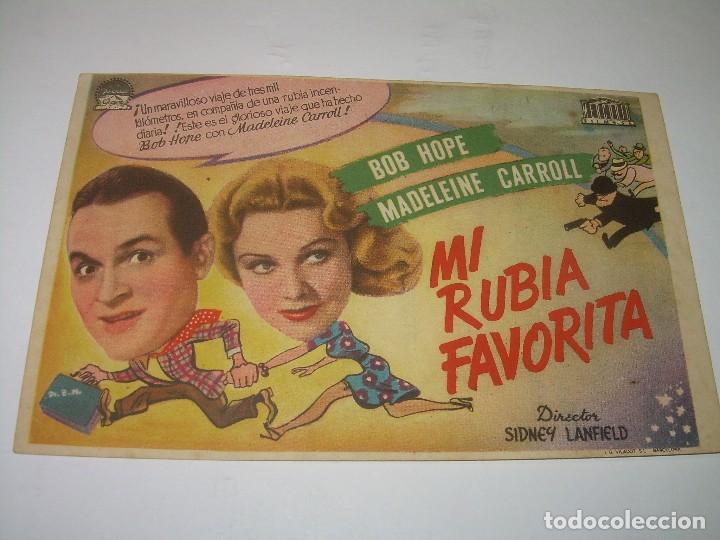 ¡Un maravilloso viaje de tres mil
kilómetros, en compañía de una rubia incen-
diaria! ¡Este es el glorioso viaje que ha hecho
Bob Hope con Madeleine Carroll!
BOB HOPE
MADELEINE CARROLL
MI
RUBIA
FAVORITA
Director
SIDNEY LANFIELD
BARCELONA
todocoleccion.net